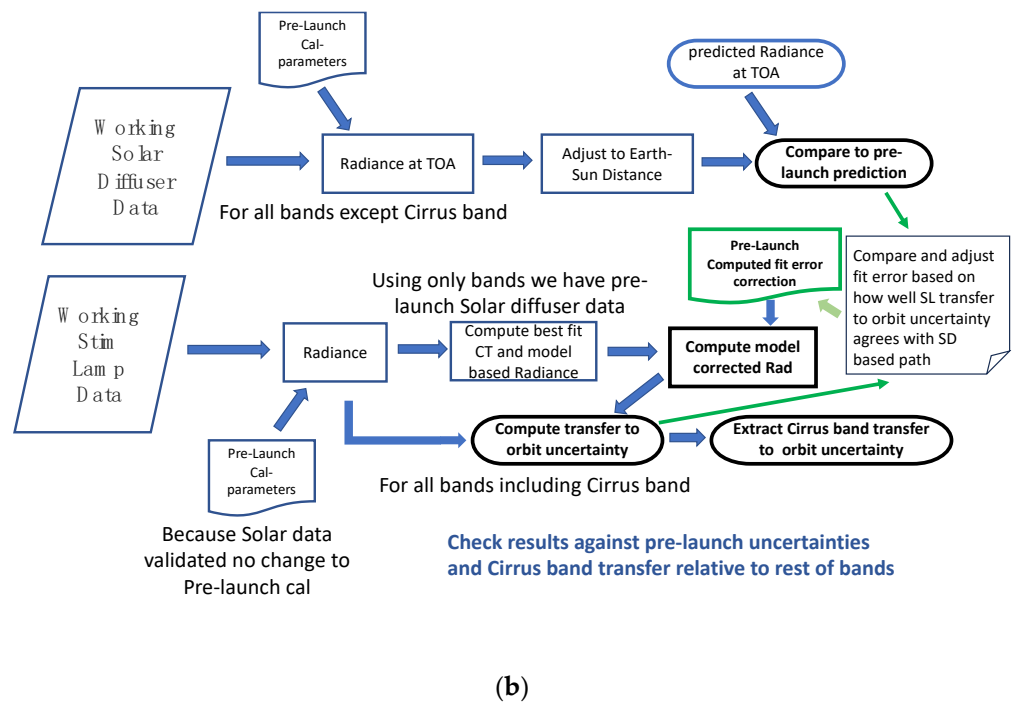 Pre-Launch
Cal-
parameters
predicted Radiance
at TOA
Working
Solar
Diffuser
Data
Radiance at TOA
Adjust to Earth-
Sun Distance
Compare to pre-
launch prediction
For all bands except Cirrus band
Pre-Launch
Computed fit error
correction
Compare and adjust
fit error based on
how well SL transfer
to orbit uncertainty
agrees with SD
based path
Using only bands we have pre-
launch Solar diffuser data
Working
Stim
Lamp
Data
Radiance
Compute best fit
CT and model
based Radiance
Compute model
corrected Rad
Compute transfer to
orbit uncertainty
Extract Cirrus band transfer
to orbit uncertainty
Pre-Launch
Cal-
parameters
For all bands including Cirrus band
Because Solar data
validated no change to
Pre-launch cal
Check results against pre-launch uncertainties
and Cirrus band transfer relative to rest of bands
(b)